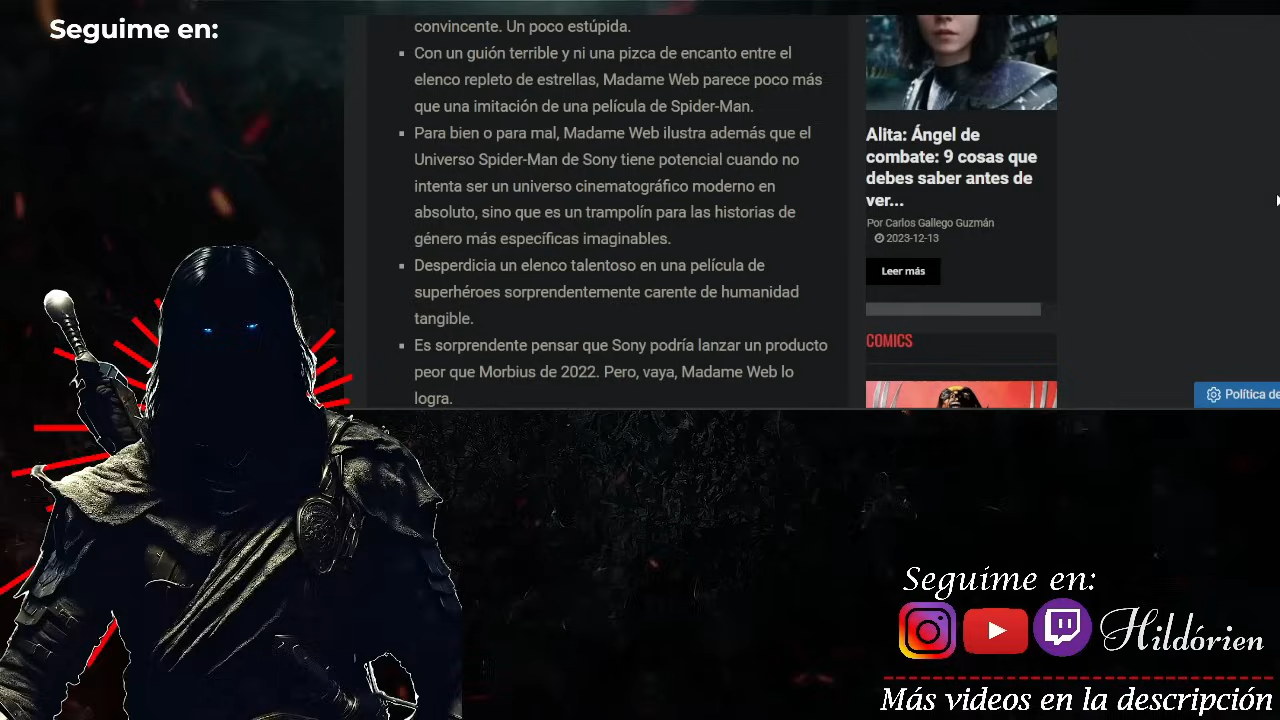 Seguime en:
convincente. Un poco estúpida.
Con un guión terrible y ni una pizca de encanto entre el
elenco repleto de estrellas, Madame Web parece poco más
que una imitación de una película de Spider-Man.
Para bien o para mal, Madame Web ilustra además que el
Universo Spider-Man de Sony tiene potencial cuando no
intenta ser un universo cinematográfico moderno en
absoluto, sino que es un trampolín para las historias de
género más específicas imaginables.
Desperdicia un elenco talentoso en una película de
superhéroes sorprendentemente carente de humanidad
tangible.
Es sorprendente pensar que Sony podría lanzar un producto
peor que Morbius de 2022. Pero, vaya, Madame Web lo
logra.
Alita: Ángel de
combate: 9 cosas que
debes saber antes de
ver...
Por Carlos Gallego Guzmán
2023-12-13
Leer más
COMICS
Política de
Seguime en:
Hildórien
Más videos en la descripción